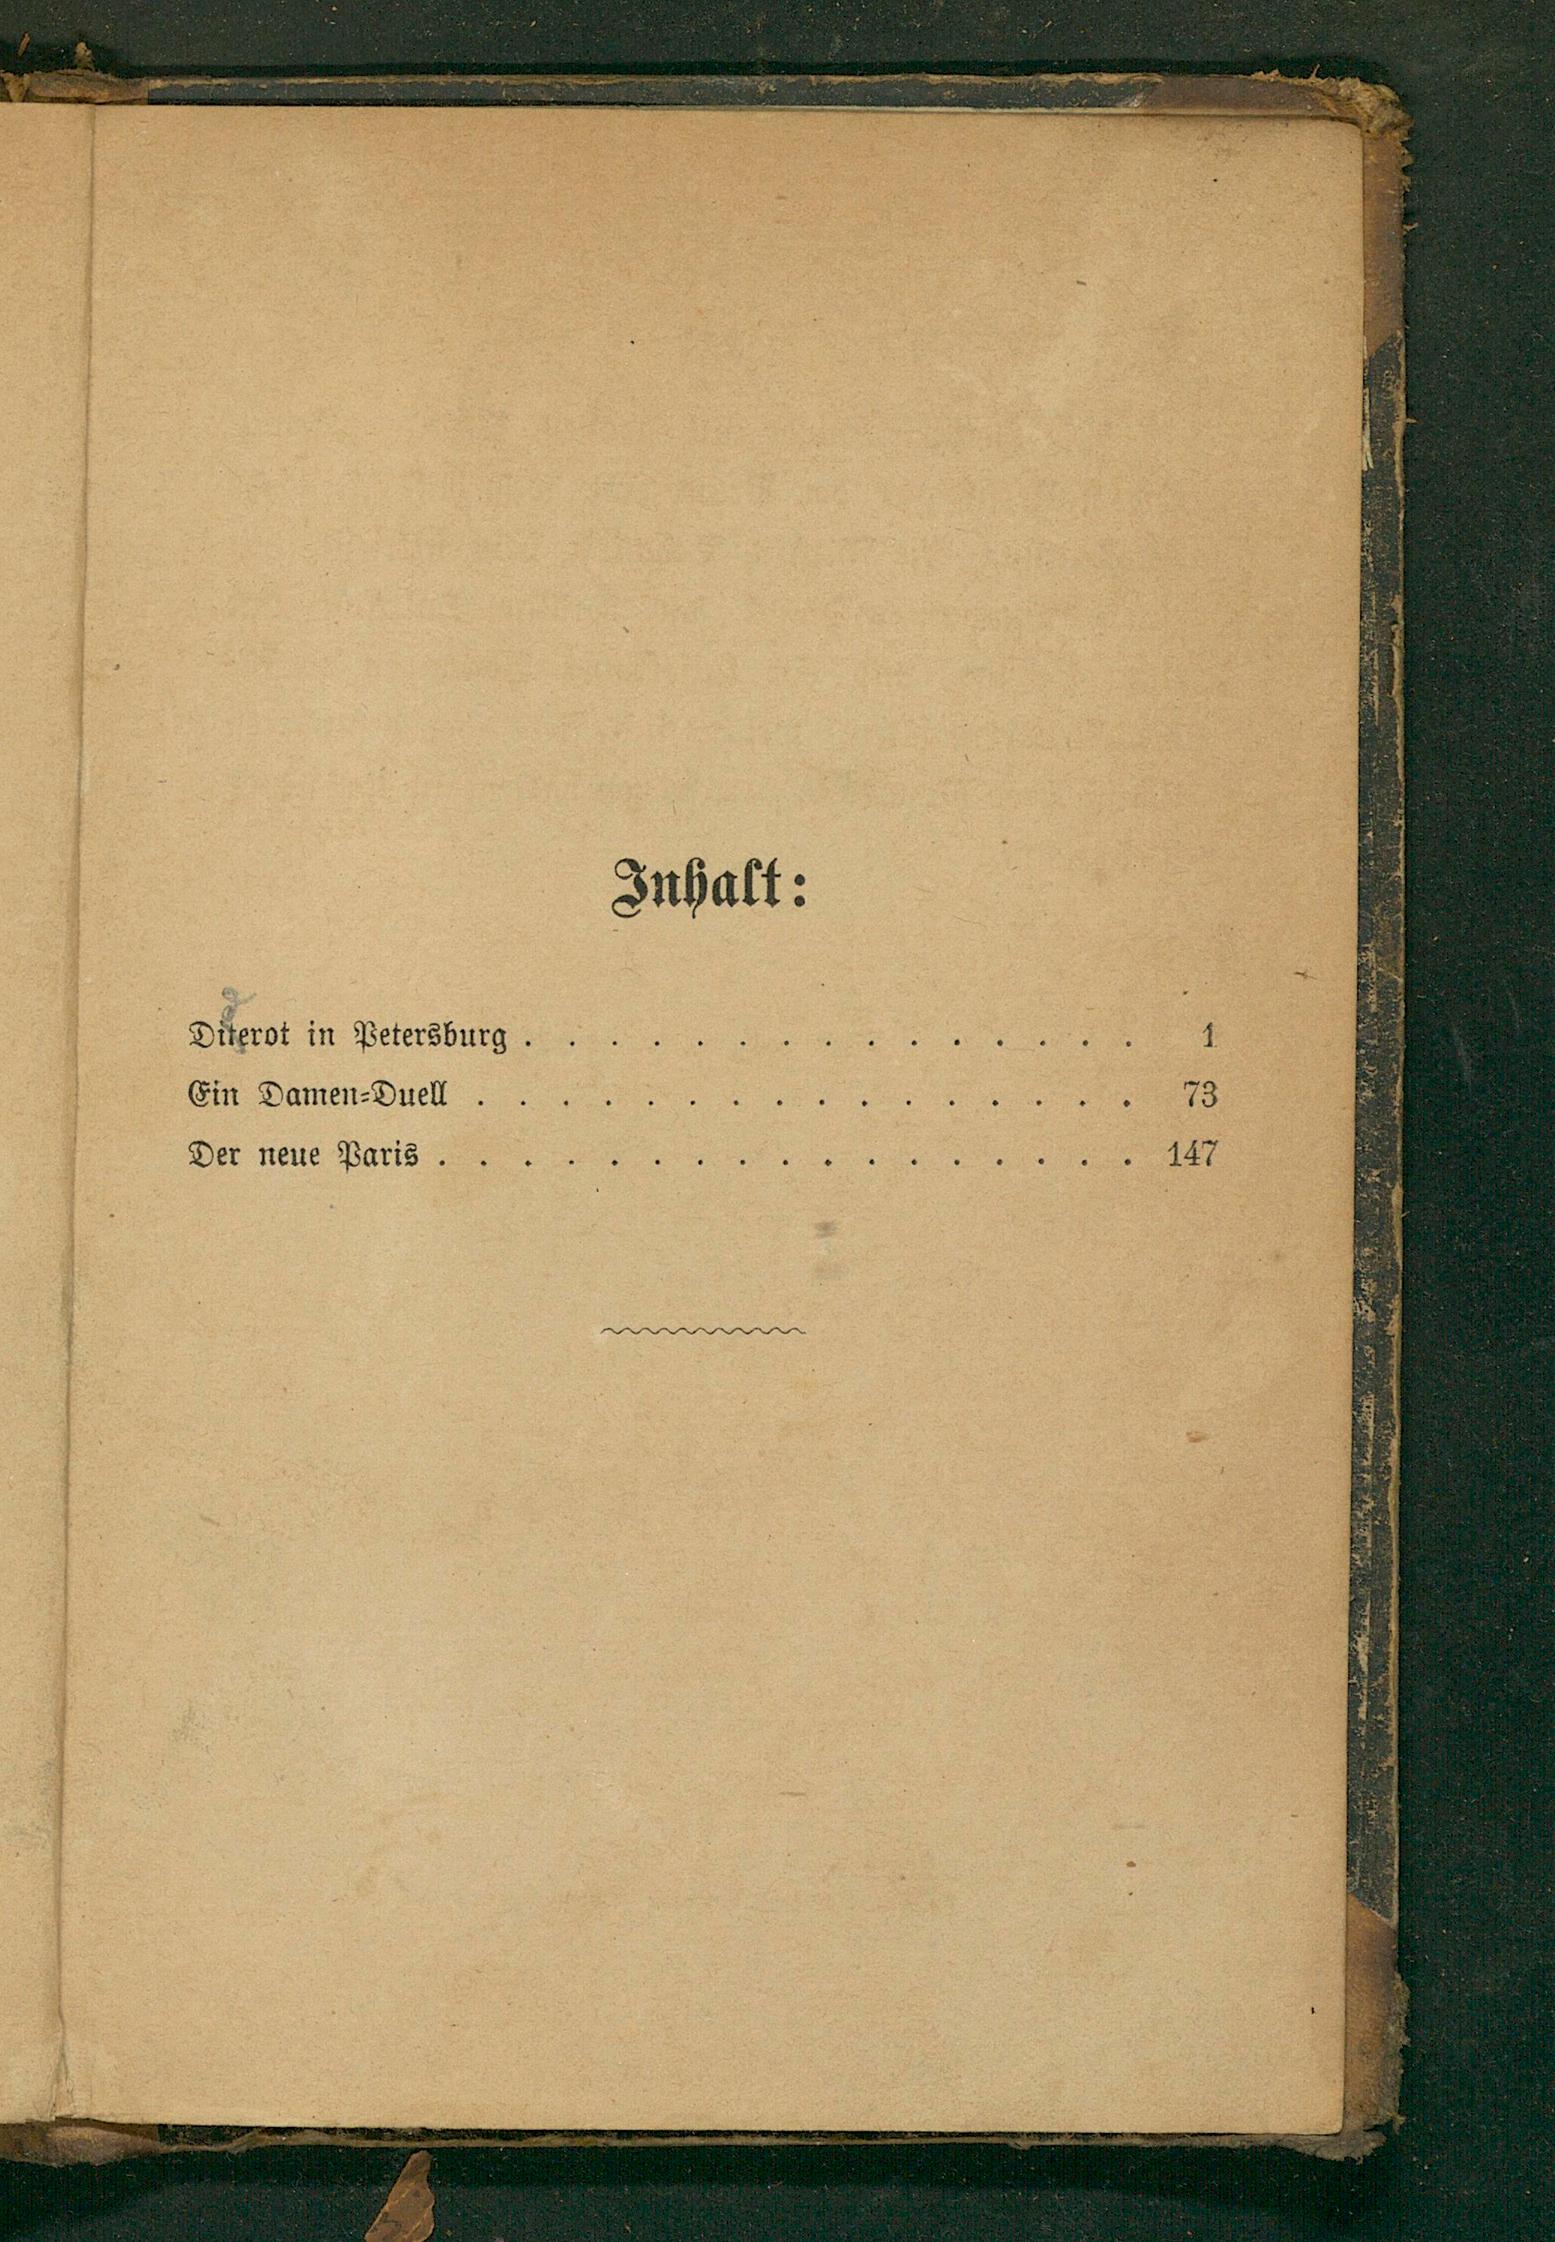 Inhalt:
Diterot in Petersburg . . . . . . . . . . . . . . . 1
Ein Damen-Duell . . . . . . . . . . . . . . . . 73
Der neue Paris . . . . . . . . . . . . . . . . . 147